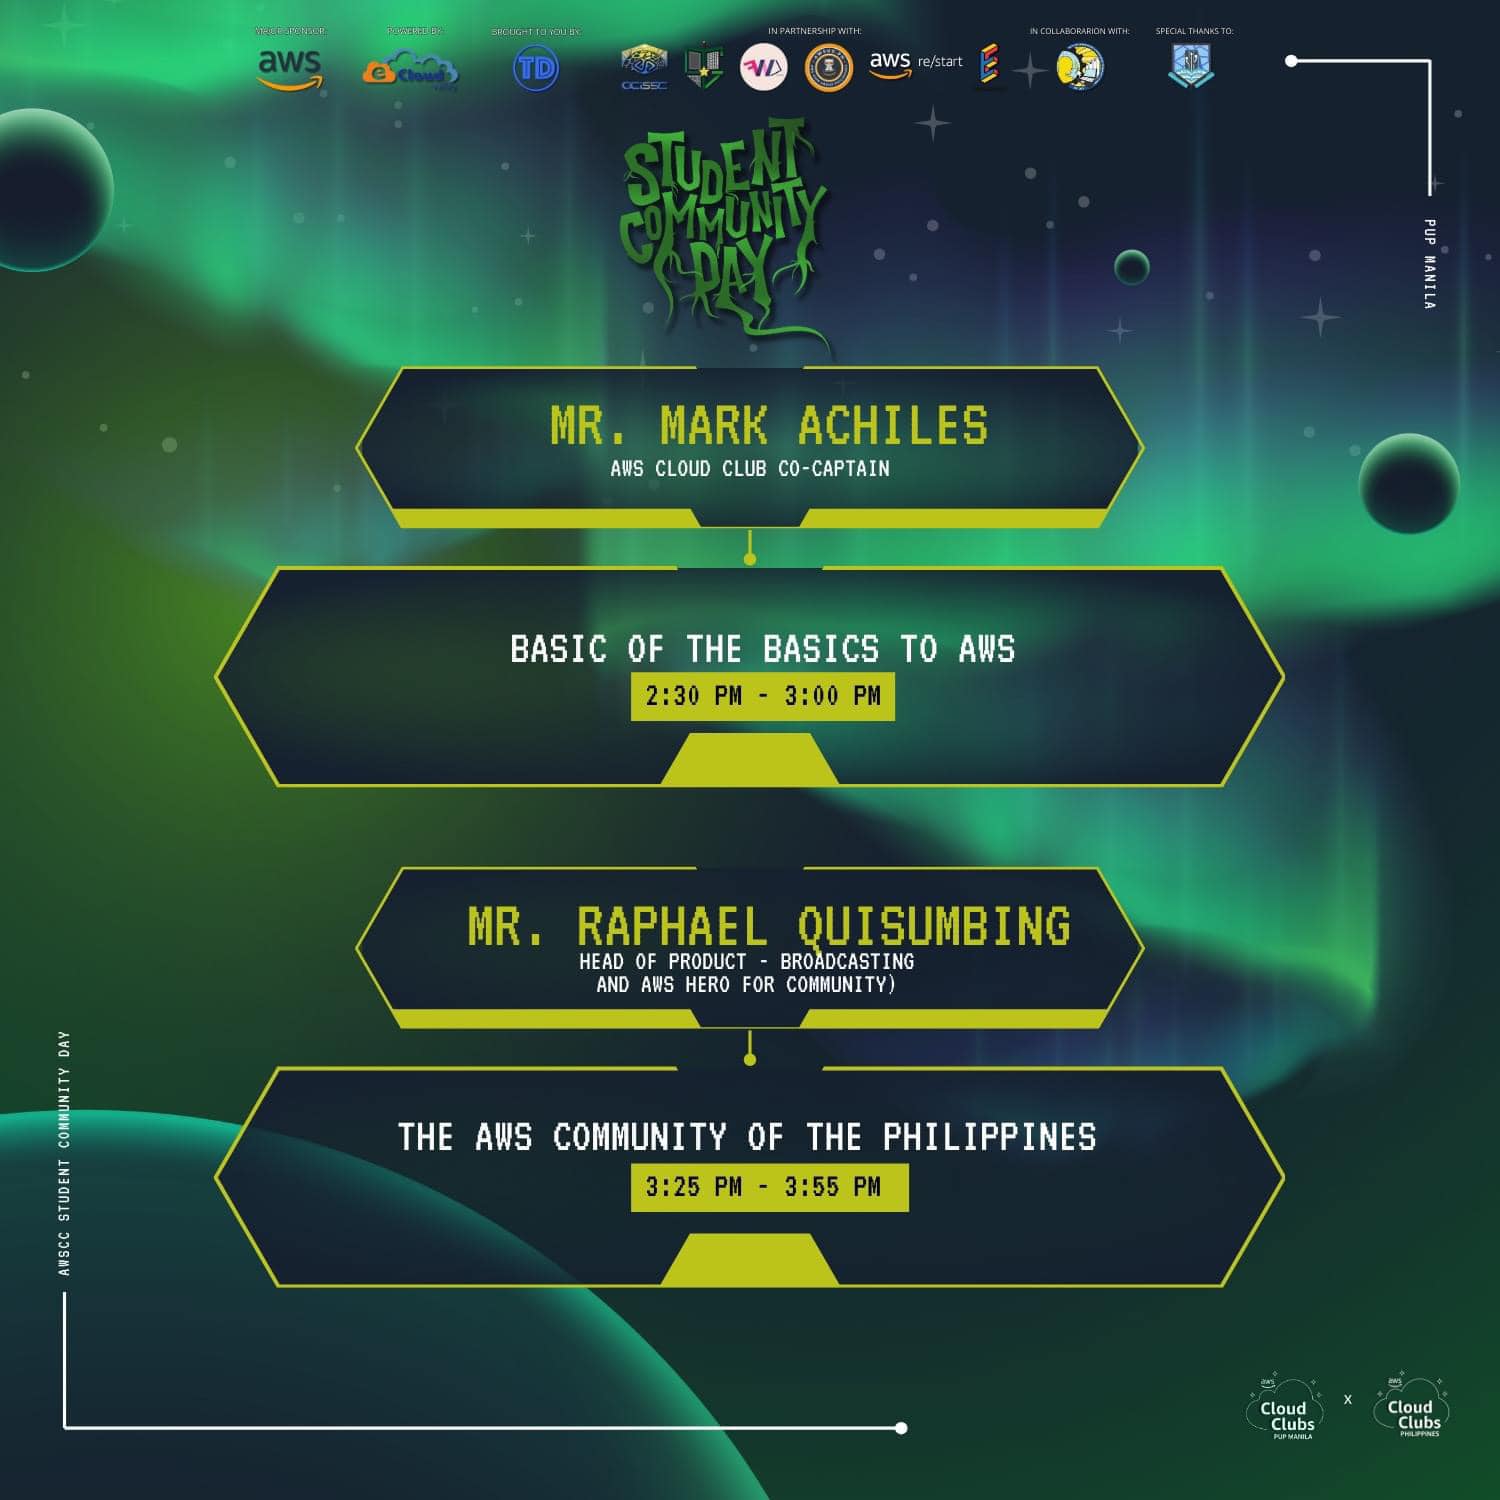 MAJOR SPONSOR:
POWERED BY:
BROUGHT TO YOU BY:
IN PARTNERSHIP WITH:
IN COLLABORARION WITH:
SPECIAL THANKS TO:
aws
eCloud
TD
OCISSC
aws re/start
STUDENT
COMMUNITY
DAY
PUP MANILA
MR. MARK ACHILES
AWS CLOUD CLUB CO-CAPTAIN
BASIC OF THE BASICS TO AWS
2:30 PM - 3:00 PM
MR. RAPHAEL QUISUMBING
HEAD OF PRODUCT - BROADCASTING
AND AWS HERO FOR COMMUNITY)
THE AWS COMMUNITY OF THE PHILIPPINES
3:25 PM - 3:55 PM
AWSCC STUDENT COMMUNITY DAY
aws
Cloud
Clubs
PUP MANILA
x
aws
Cloud
Clubs
PHILIPPINES